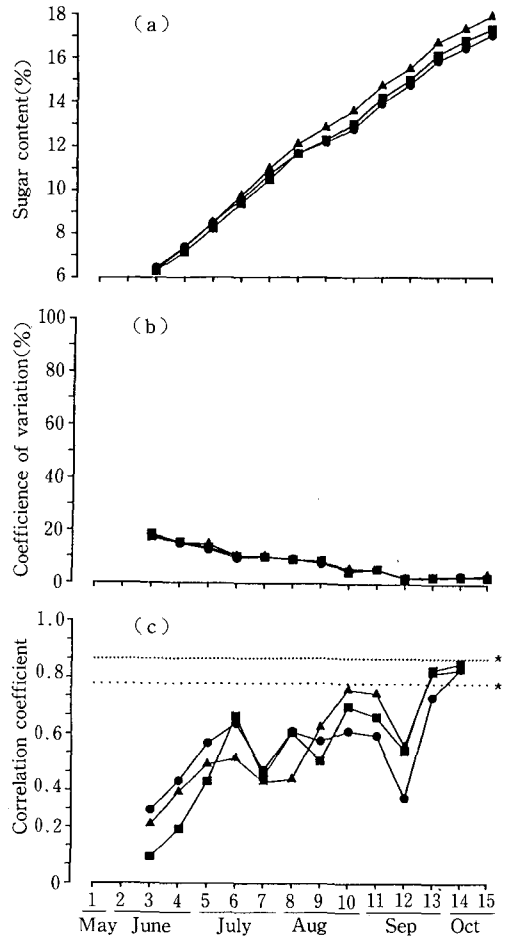 (a)
Sugar content(%)
18
16
14
12
10
8
6
(b)
Coefficience of variation(%)
100
80
60
40
20
0
(c)
Correlation coefficient
1.0
0.8
0.6
0.4
0.2
0
*
*
1 2 3 4 5 6 7 8 9 10 11 12 13 14 15
May June July Aug Sep Oct